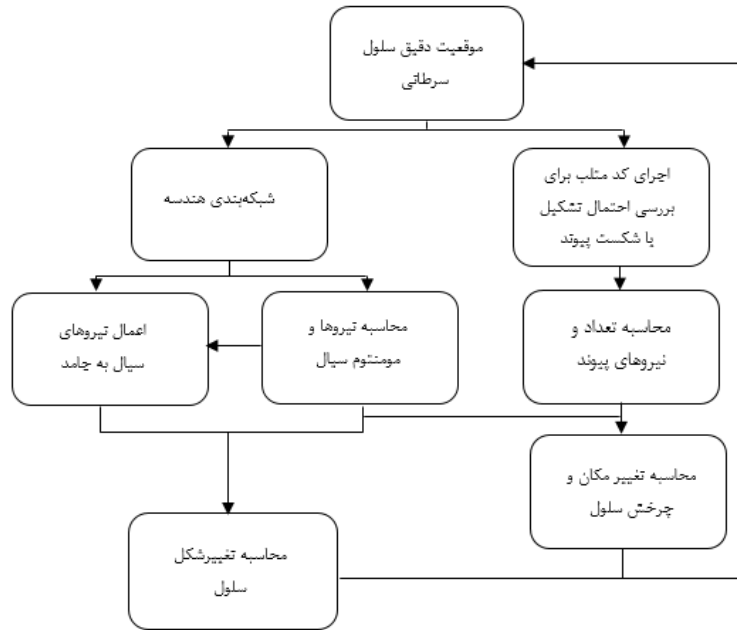 موقعیت دقیق سلول
سرطانی
شبکه‌بندی هندسه
اجرای کد متلب برای
بررسی احتمال تشکیل
یا شکست پیوند
اعمال نیروهای
سیال به جامد
محاسبه نیروها و
مومنتوم سیال
محاسبه تعداد و
نیروهای پیوند
محاسبه تغییر مکان و
چرخش سلول
محاسبه تغییرشکل
سلول